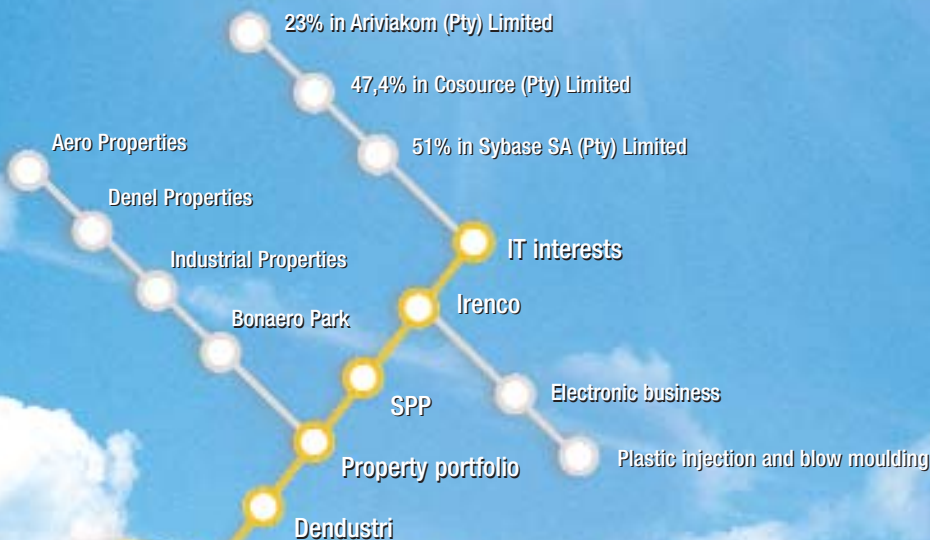 23% in Ariviakom (Pty) Limited
47,4% in Cosource (Pty) Limited
51% in Sybase SA (Pty) Limited
Aero Properties
Denel Properties
Industrial Properties
Bonaero Park
IT interests
Irenco
SPP
Electronic business
Plastic injection and blow moulding
Property portfolio
Dendustri